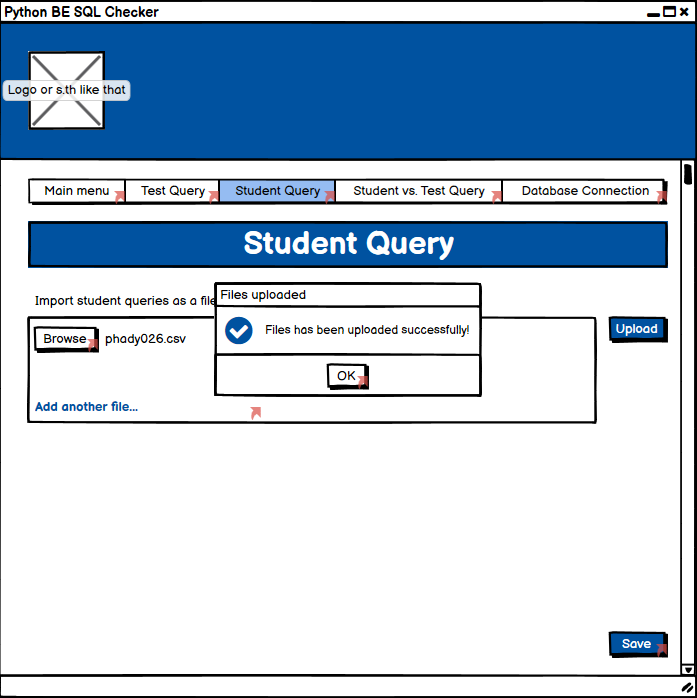 Python BE SQL Checker
Logo or s.th like that
Main menu
Test Query
Student Query
Student vs. Test Query
Database Connection
Student Query
Import student queries as a file
Files uploaded
Files has been uploaded successfully!
OK
Browse
phady026.csv
Upload
Add another file...
Save